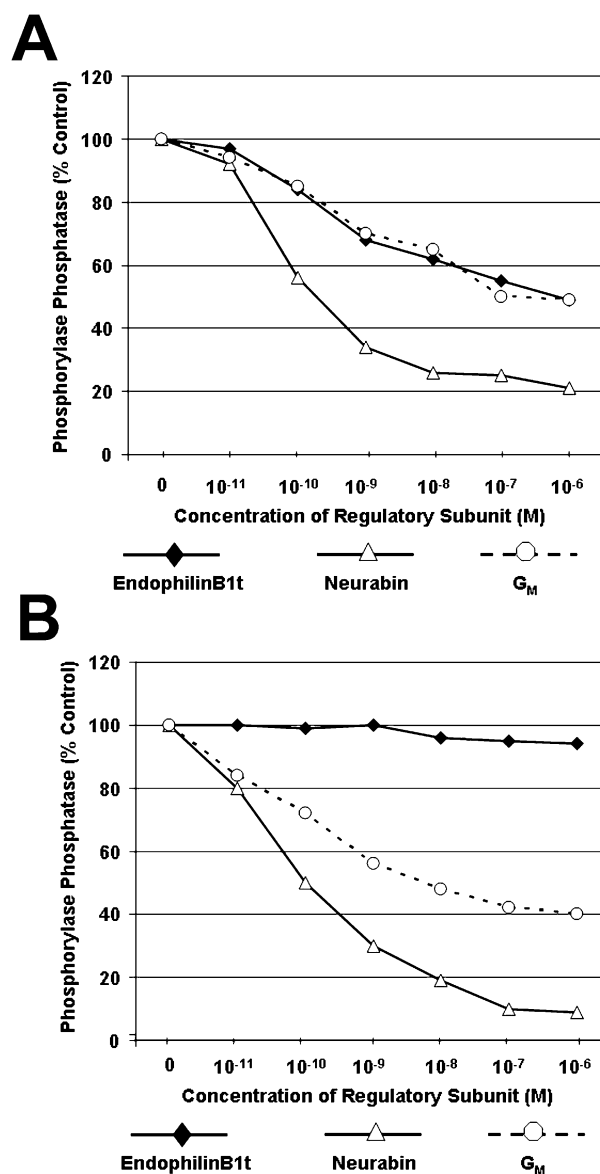 A
Phosphorylase Phosphatase (% Control)
120
100
80
60
40
20
0
0 10-11 10-10 10-9 10-8 10-7 10-6
Concentration of Regulatory Subunit (M)
EndophilinB1t Neurabin GM
B
Phosphorylase Phosphatase (% Control)
120
100
80
60
40
20
0
0 10-11 10-10 10-9 10-8 10-7 10-6
Concentration of Regulatory Subunit (M)
EndophilinB1t Neurabin GM